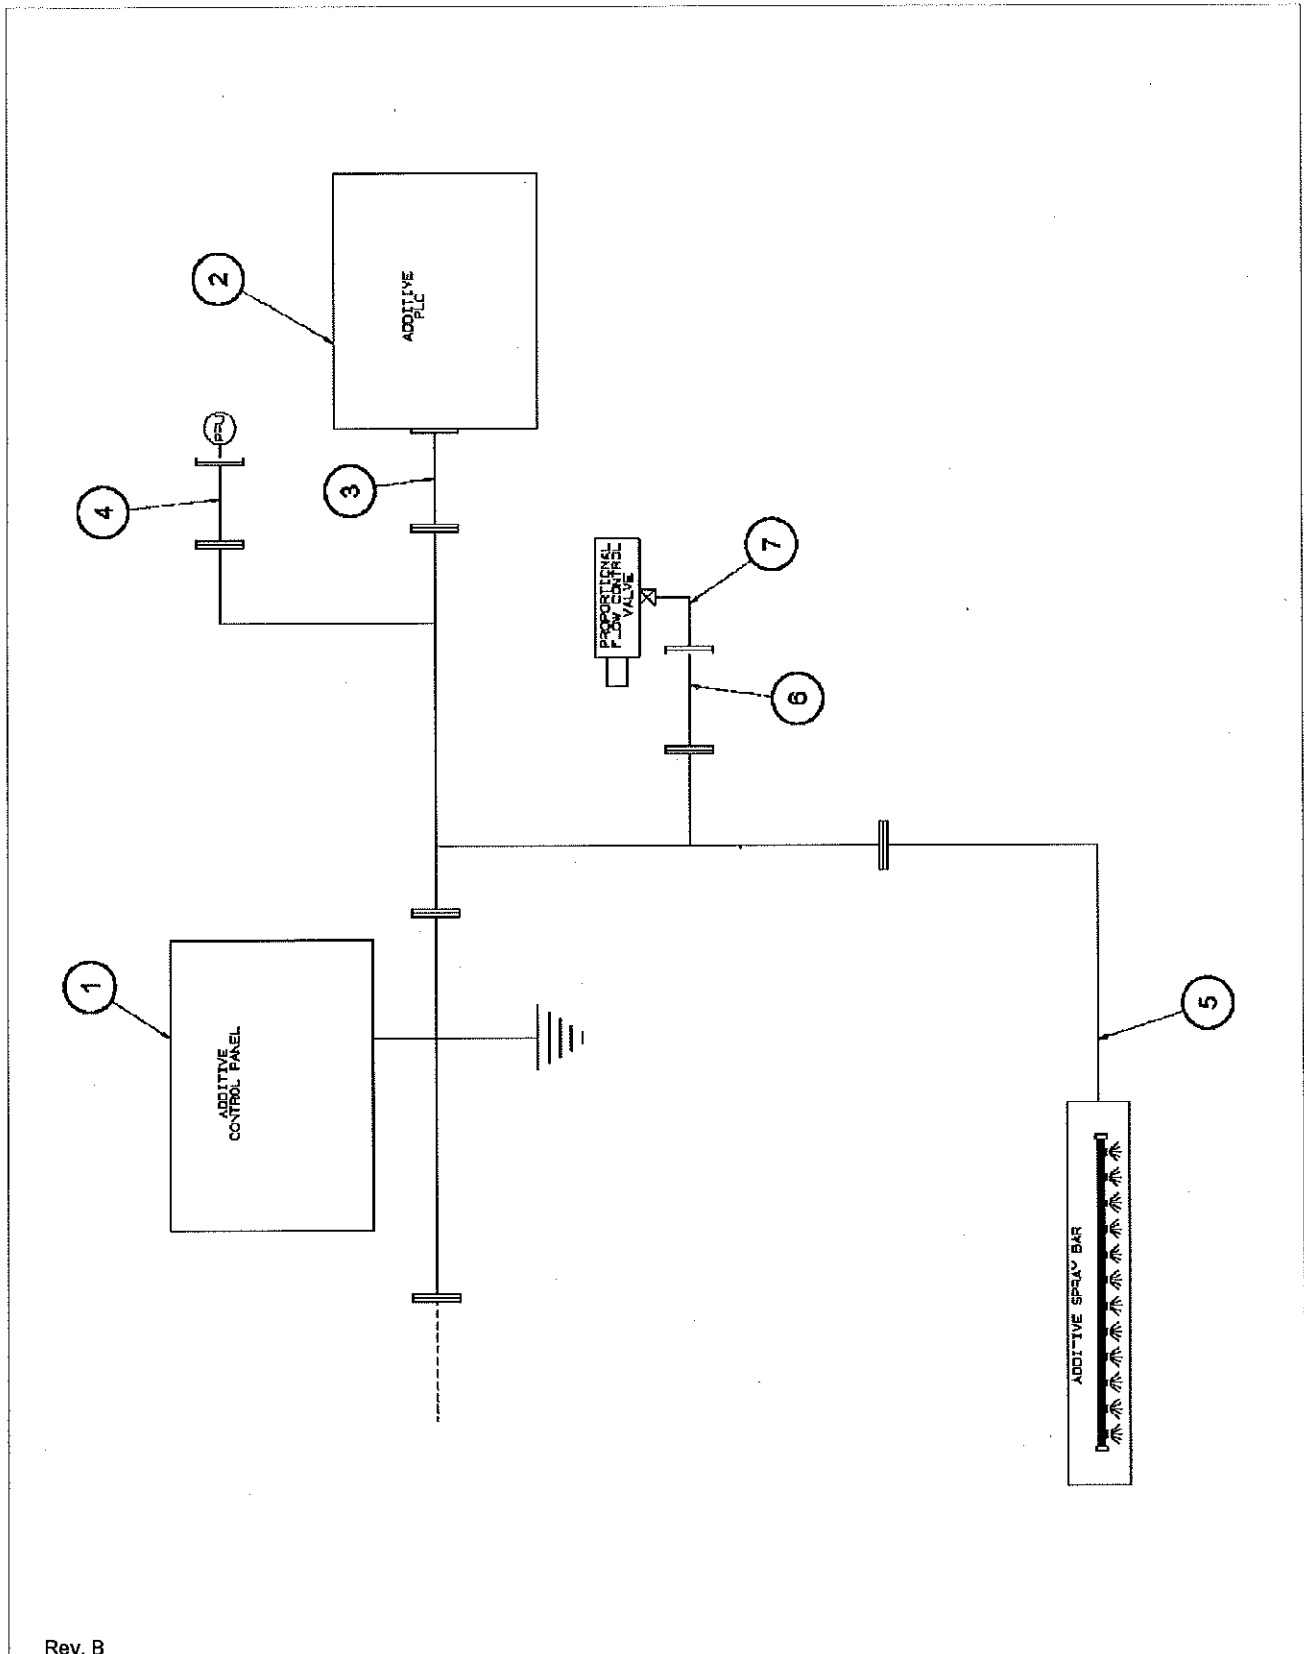 2
ADDITIVE
PLC
4
3
PROPORTIONAL
FLOW CONTROL
VALVE
7
6
1
ADDITIVE
CONTROL PANEL
5
ADDITIVE SPRAY BAR
Rev. B